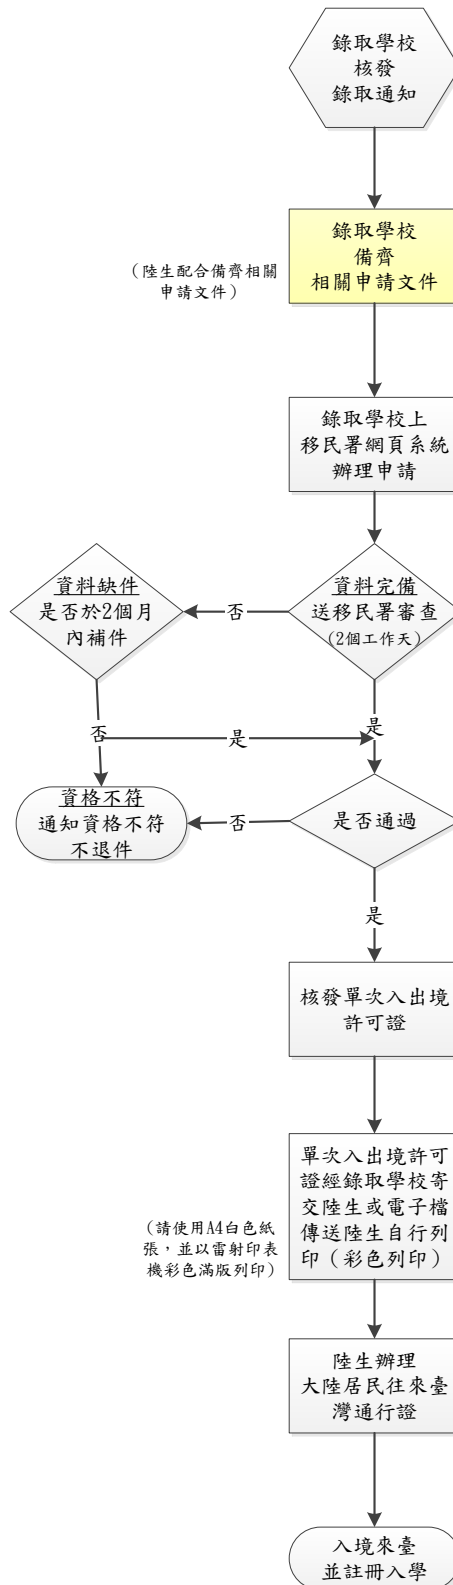 錄取學校
核發
錄取通知
錄取學校
備齊
相關申請文件
（陸生配合備齊相關
申請文件）
錄取學校上
移民署網頁系統
辦理申請
資料完備
送移民署審查
(2個工作天)
否
資料缺件
是否於2個月
內補件
否
是
是
是否通過
否
資格不符
通知資格不符
不退件
是
核發單次入出境
許可證
單次入出境許可
證經錄取學校寄
交陸生或電子檔
傳送陸生自行列
印（彩色列印）
(請使用A4白色紙
張，並以雷射印表
機彩色滿版列印)
陸生辦理
大陸居民往來臺
灣通行證
入境來臺
並註冊入學